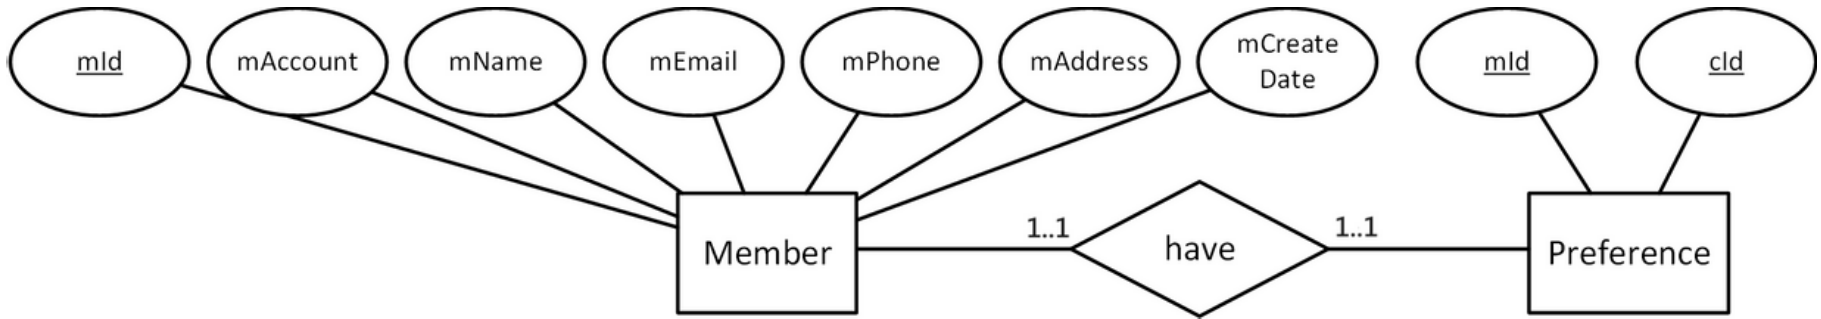 mId
mAccount
mName
mEmail
mPhone
mAddress
mCreate
Date
mId
cId
Member
1..1
have
1..1
Preference